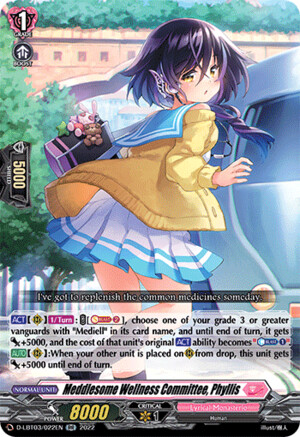 1
GRADE
BOOST
5000
SHIELD
I've got to replenish the common medicines someday.
ACT 1/Turn : BLAST, choose one of your grade 3 or greater
vanguards with "Mediell" in its card name, and until end of turn, it gets
+5000, and the cost of that unit's original ACT ability becomes BLAST
AUTO : When your other unit is placed on from drop, this unit gets
+5000 until end of turn.
NORMAL UNIT
Meddlesome Wellness Committee, Phyllis
POWER 8000
CRITICAL
1
Lyrical Monasterio
Human
D-LBT03/022EN RR 2022
illust/